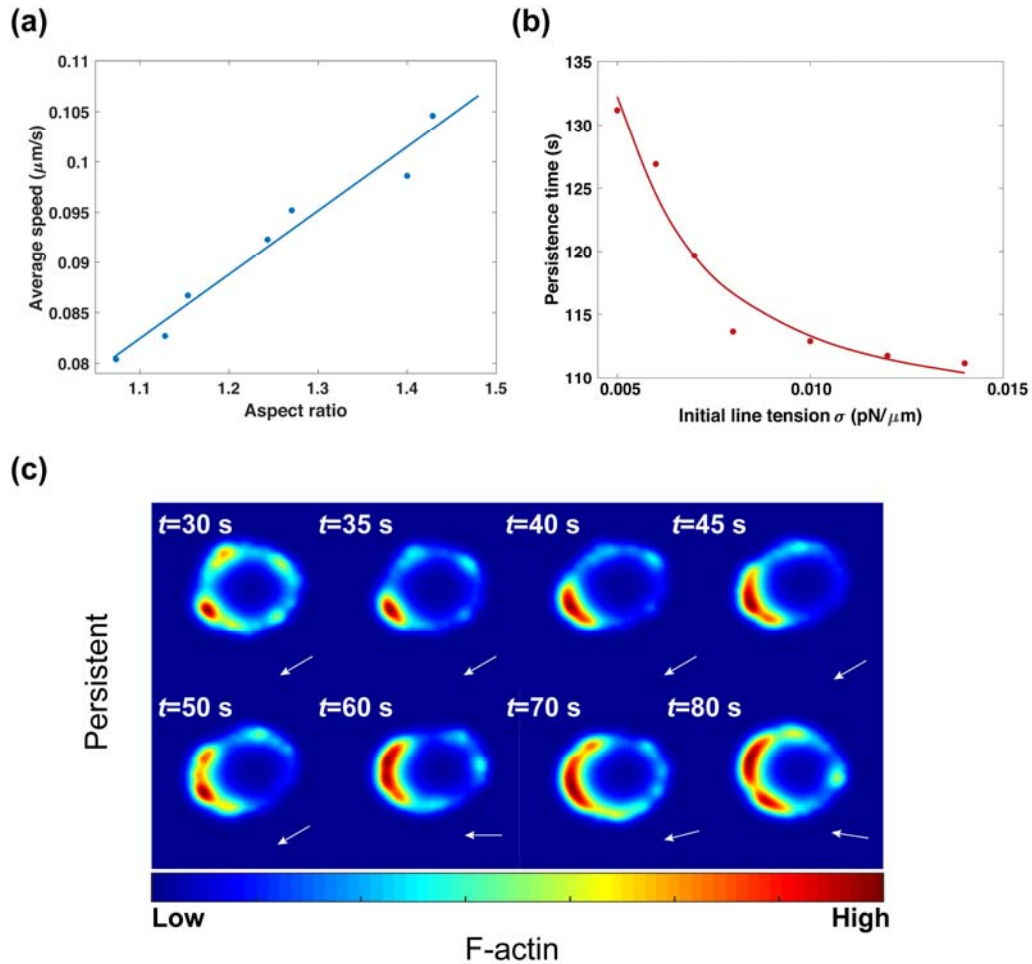 (a)
0.11
0.105
0.1
0.095
0.09
0.085
0.08
Average speed (μm/s)
1.1 1.2 1.3 1.4 1.5
Aspect ratio
(b)
135
130
125
120
115
110
Persistence time (s)
0.005 0.010 0.015
Initial line tension σ (pN/μm)
(c)
Persistent
t=30 s t=35 s t=40 s t=45 s
t=50 s t=60 s t=70 s t=80 s
Low High
F-actin